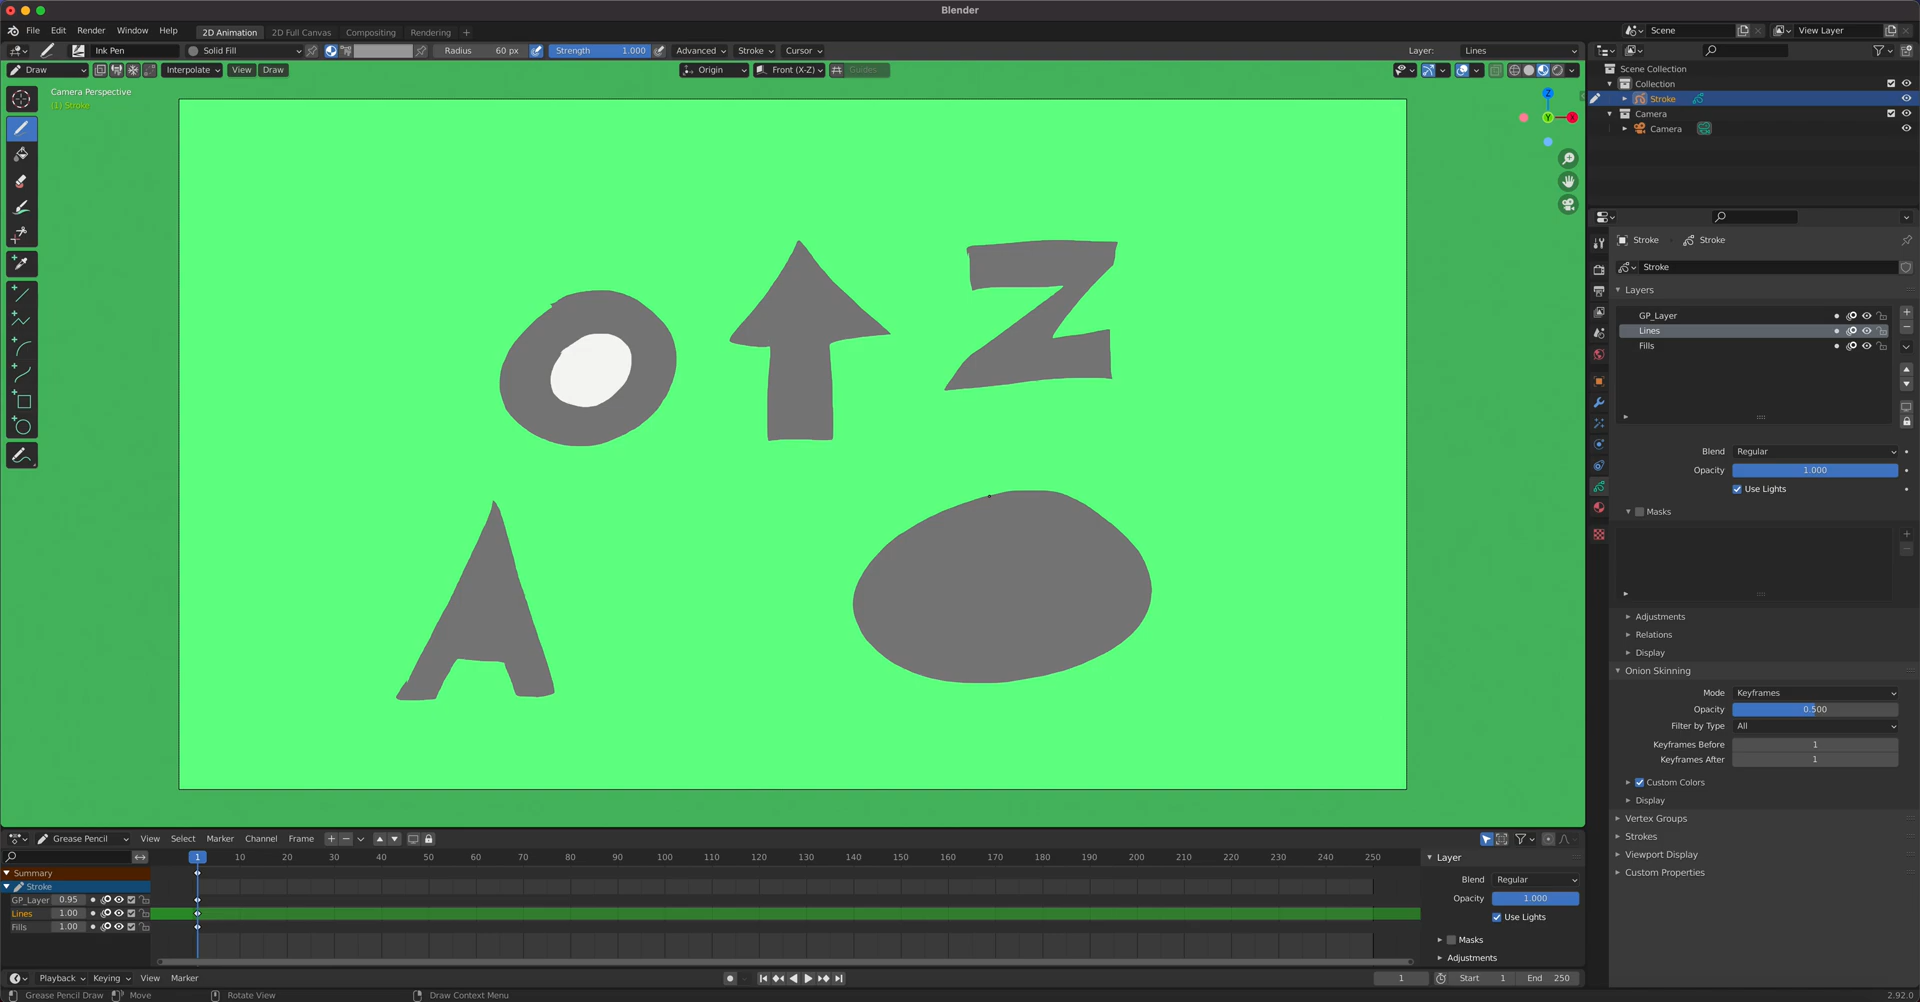 Blender
File Edit Render Window Help 2D Animation 2D Full Canvas Compositing Rendering + Scene View Layer
Ink Pen Solid Fill Radius 60 px Strength 1.000 Advanced Stroke Cursor Layer: Lines
Draw Interpolate View Draw Origin Front (X-Z) Guides
Camera Perspective
(1) Stroke
Z
Y
X
O Z
A
Scene Collection
Collection
Stroke
Camera
Camera
Stroke Stroke
Stroke
Layers
GP_Layer
Lines
Fills
Blend Regular
Opacity 1.000
Use Lights
Masks
Adjustments
Relations
Display
Onion Skinning
Mode Keyframes
Opacity 0.500
Filter by Type All
Keyframes Before 1
Keyframes After 1
Custom Colors
Display
Vertex Groups
Strokes
Viewport Display
Custom Properties
Grease Pencil View Select Marker Channel Frame
1 10 20 30 40 50 60 70 80 90 100 110 120 130 140 150 160 170 180 190 200 210 220 230 240 250
Summary
Stroke
GP_Layer 0.95
Lines 1.00
Fills 1.00
Layer
Blend Regular
Opacity 1.000
Use Lights
Masks
Adjustments
Playback Keying View Marker 1 Start 1 End 250
Grease Pencil Draw Move Rotate View Draw Context Menu 2.92.0